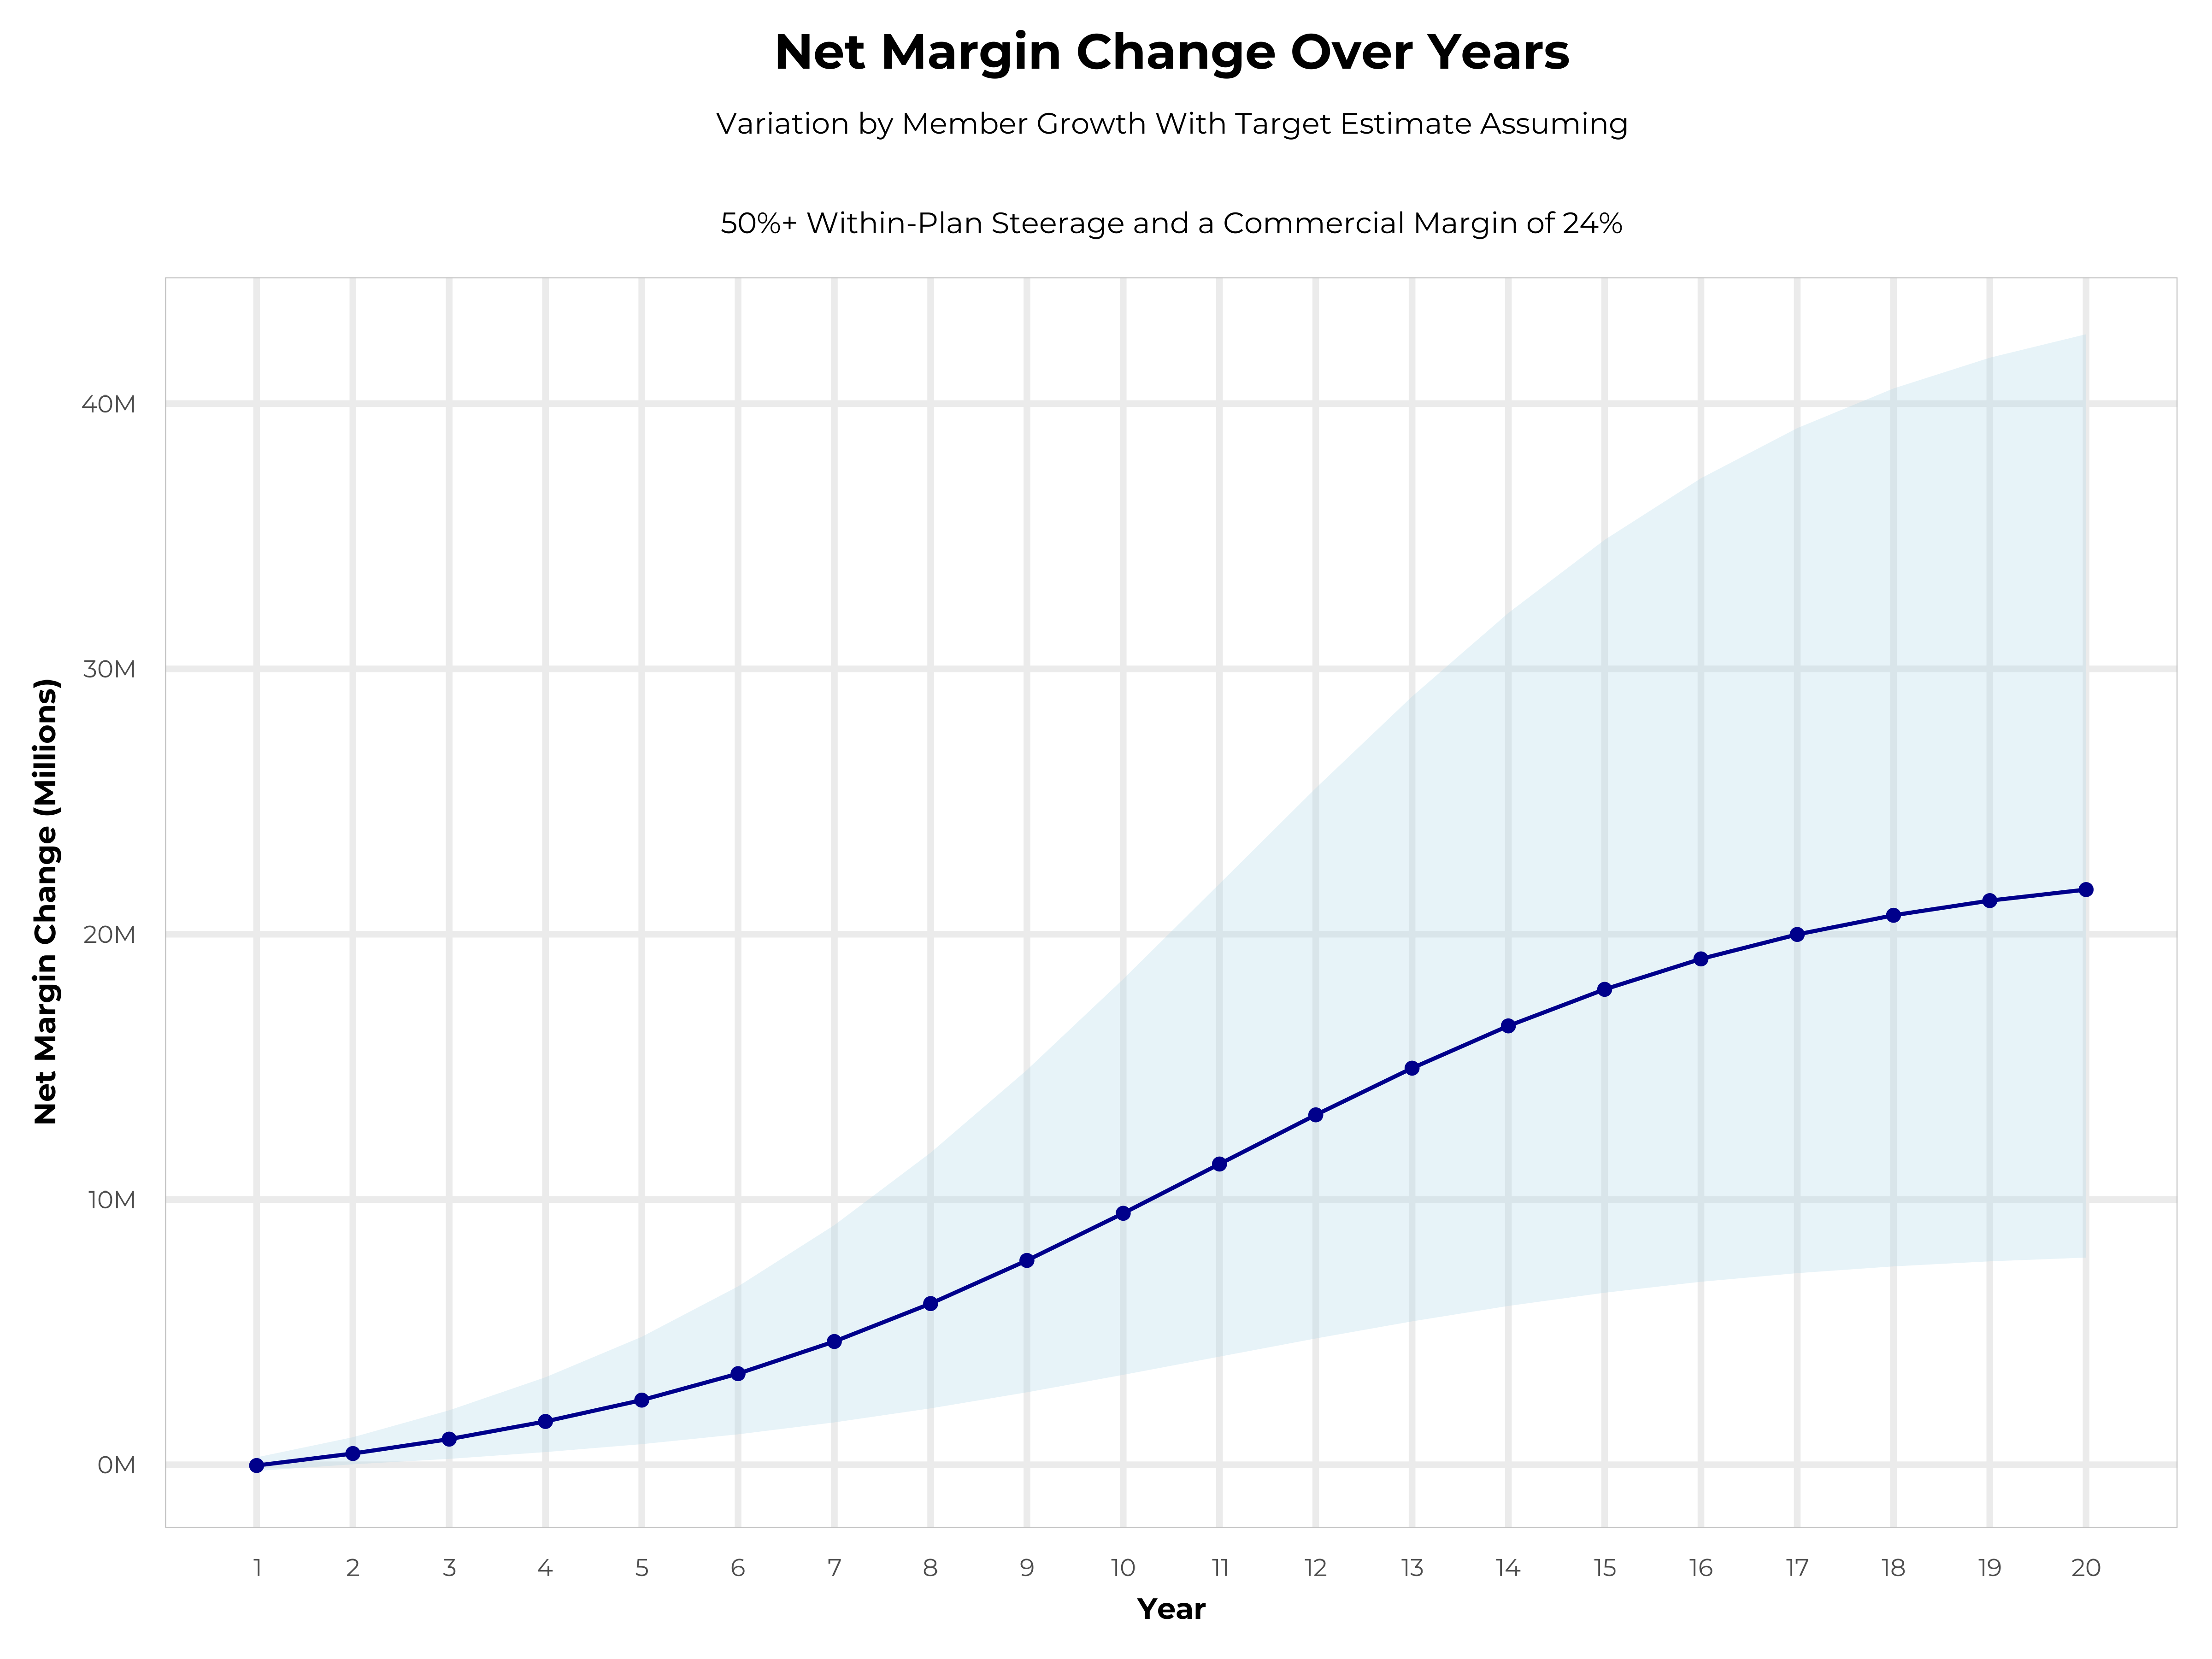 Net Margin Change Over Years
Variation by Member Growth With Target Estimate Assuming
50%+ Within-Plan Steerage and a Commercial Margin of 24%
Net Margin Change (Millions)
40M
30M
20M
10M
0M
1 2 3 4 5 6 7 8 9 10 11 12 13 14 15 16 17 18 19 20
Year